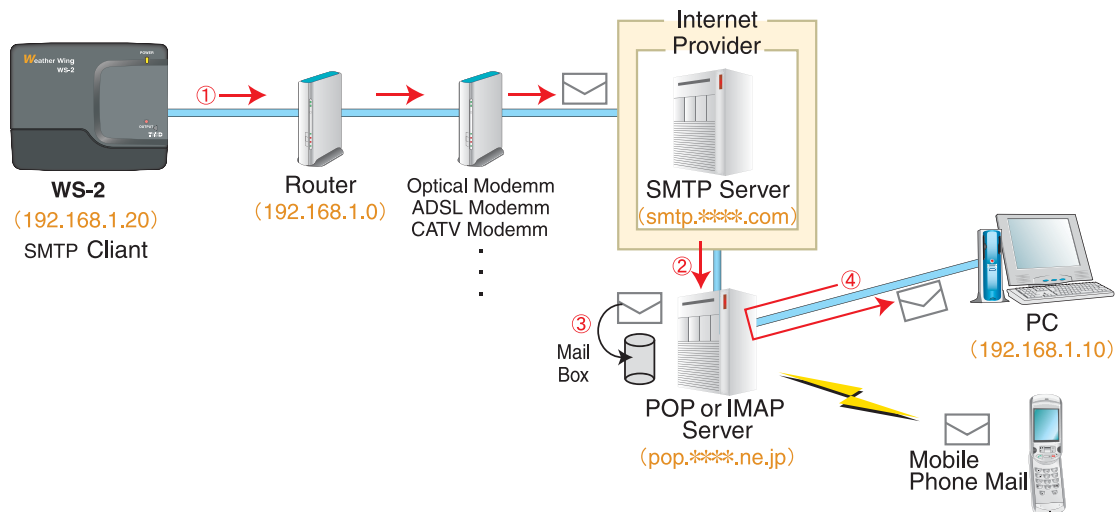 Weather Wing
WS-2
POWER
OUTPUT
WS-2
(192.168.1.20)
SMTP Cliant
①
Router
(192.168.1.0)
Optical Modemm
ADSL Modemm
CATV Modemm
Internet
Provider
SMTP Server
(smtp.****.com)
②
③
Mail
Box
POP or IMAP
Server
(pop.****.ne.jp)
④
PC
(192.168.1.10)
Mobile
Phone Mail